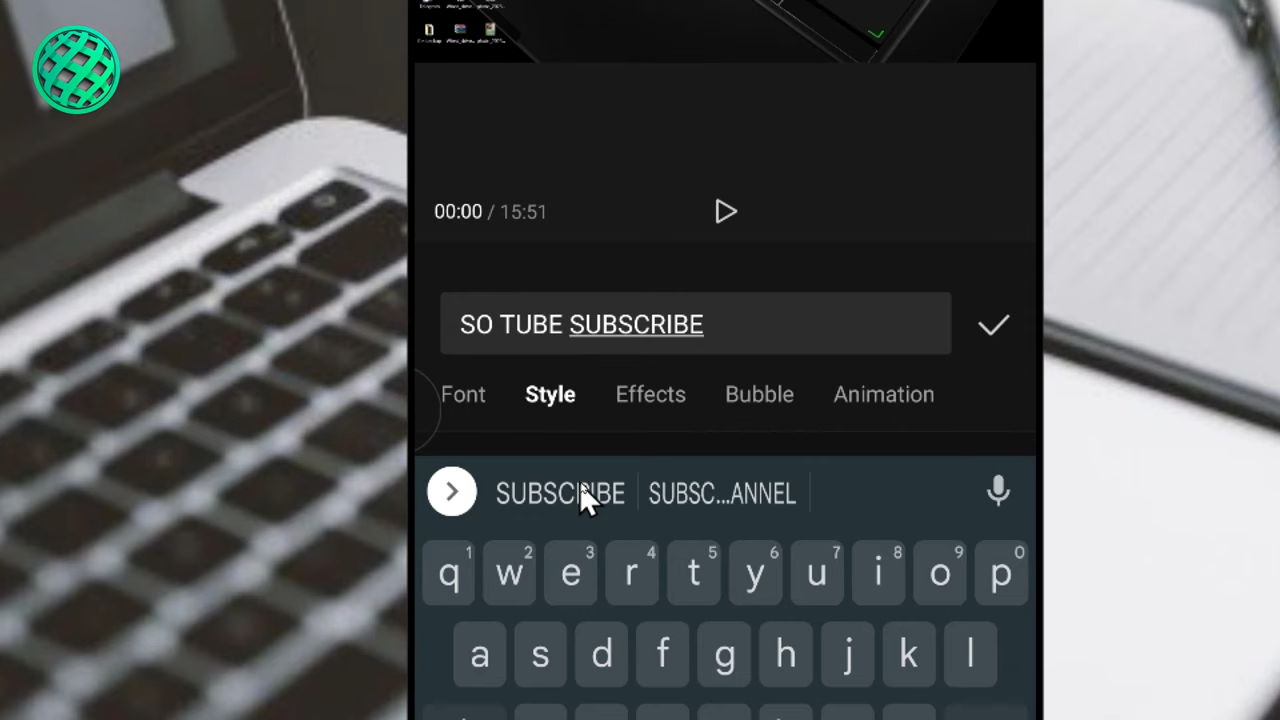 00:00 / 15:51
SO TUBE SUBSCRIBE
Font Style Effects Bubble Animation
SUBSCRIBE SUBSC...ANNEL
1 2 3 4 5 6 7 8 9 0
q w e r t y u i o p
a s d f g h j k l